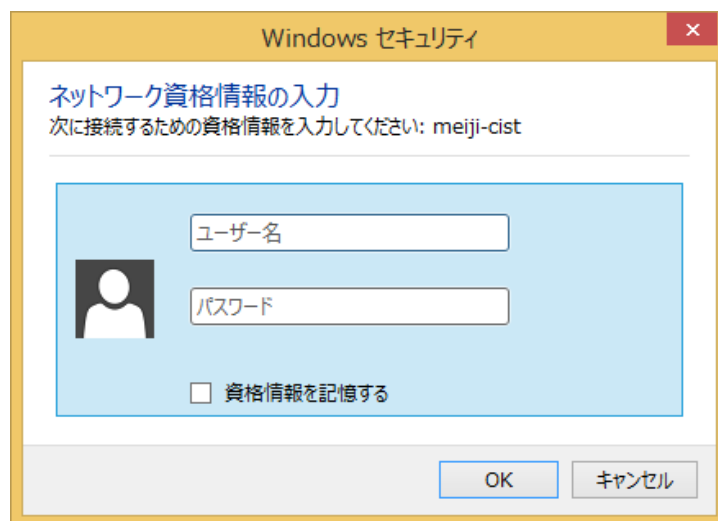 Windows セキュリティ
ネットワーク資格情報の入力
次に接続するための資格情報を入力してください: meiji-cist
ユーザー名
パスワード
資格情報を記憶する
OK キャンセル